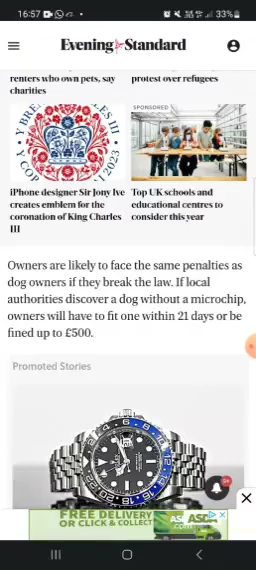 16:57
33%
Evening Standard
renters who own pets, say
charities
protest over refugees
SPONSORED
iPhone designer Sir Jony Ive
creates emblem for the
coronation of King Charles
III
Top UK schools and
educational centres to
consider this year
Owners are likely to face the same penalties as
dog owners if they break the law. If local
authorities discover a dog without a microchip,
owners will have to fit one within 21 days or be
fined up to £500.
Promoted Stories
FREE DELIVERY
OR CLICK & COLLECT
ASDA